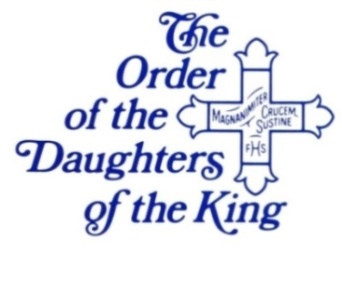 The
Order
of the
Daughters
of the King
MAGNANIMITER
CRUCEM
SUSTINE
FHS